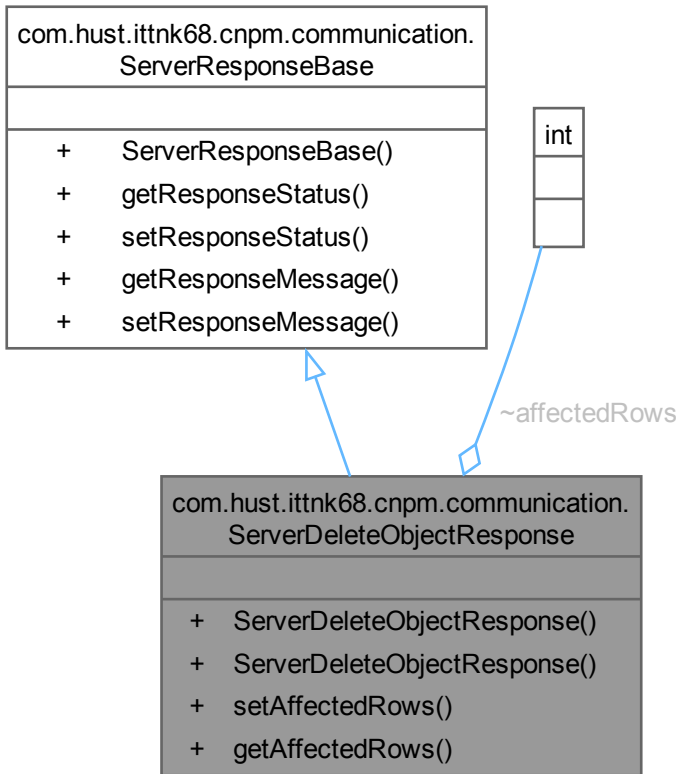 com.hust.ittnk68.cnpm.communication.
ServerResponseBase
+ ServerResponseBase()
+ getResponseStatus()
+ setResponseStatus()
+ getResponseMessage()
+ setResponseMessage()
int
~affectedRows
com.hust.ittnk68.cnpm.communication.
ServerDeleteObjectResponse
+ ServerDeleteObjectResponse()
+ ServerDeleteObjectResponse()
+ setAffectedRows()
+ getAffectedRows()